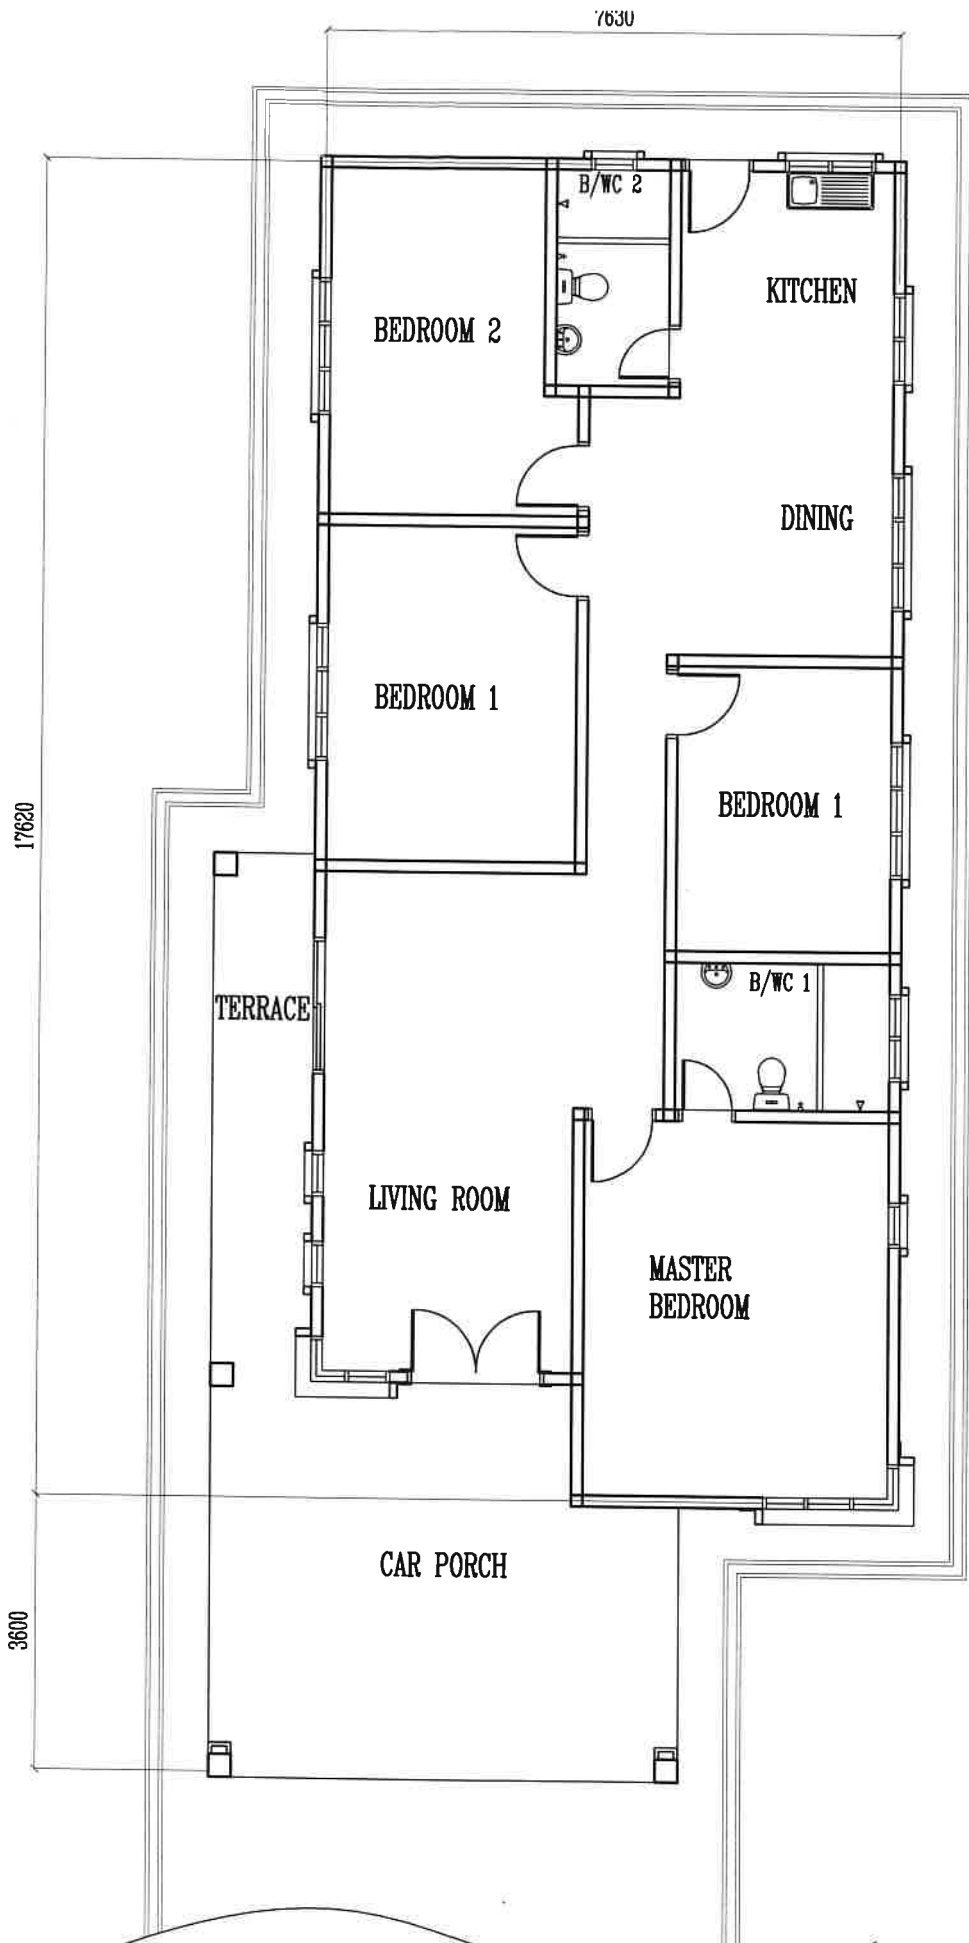 7630
B/WC 2
KITCHEN
BEDROOM 2
DINING
BEDROOM 1
BEDROOM 1
17620
B/WC 1
TERRACE
LIVING ROOM
MASTER
BEDROOM
CAR PORCH
3600